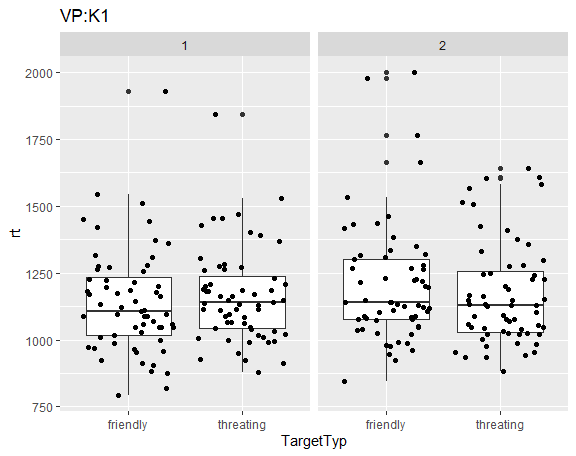 VP:K1
1 2
2000
1750
1500
1250
1000
750
rt
friendly threating friendly threating
TargetTyp